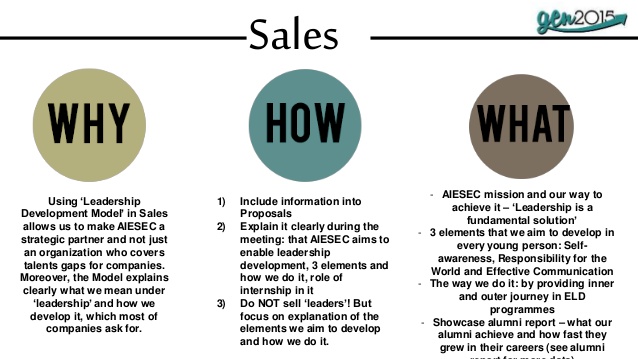 Sales
gen2015
WHY
HOW
WHAT
Using ‘Leadership
Development Model’ in Sales
allows us to make AIESEC a
strategic partner and not just
an organization who covers
talents gaps for companies.
Moreover, the Model explains
clearly what we mean under
‘leadership’ and how we
develop it, which most of
companies ask for.
1) Include information into
Proposals
2) Explain it clearly during the
meeting: that AIESEC aims to
enable leadership
development, 3 elements and
how we do it, role of
internship in it
3) Do NOT sell ‘leaders’! But
focus on explanation of the
elements we aim to develop
and how we do it.
- AIESEC mission and our way to
achieve it – ‘Leadership is a
fundamental solution’
- 3 elements that we aim to develop in
every young person: Self-
awareness, Responsibility for the
World and Effective Communication
- The way we do it: by providing inner
and outer journey in ELD
programmes
- Showcase alumni report – what our
alumni achieve and how fast they
grew in their careers (see alumni
report for more data)